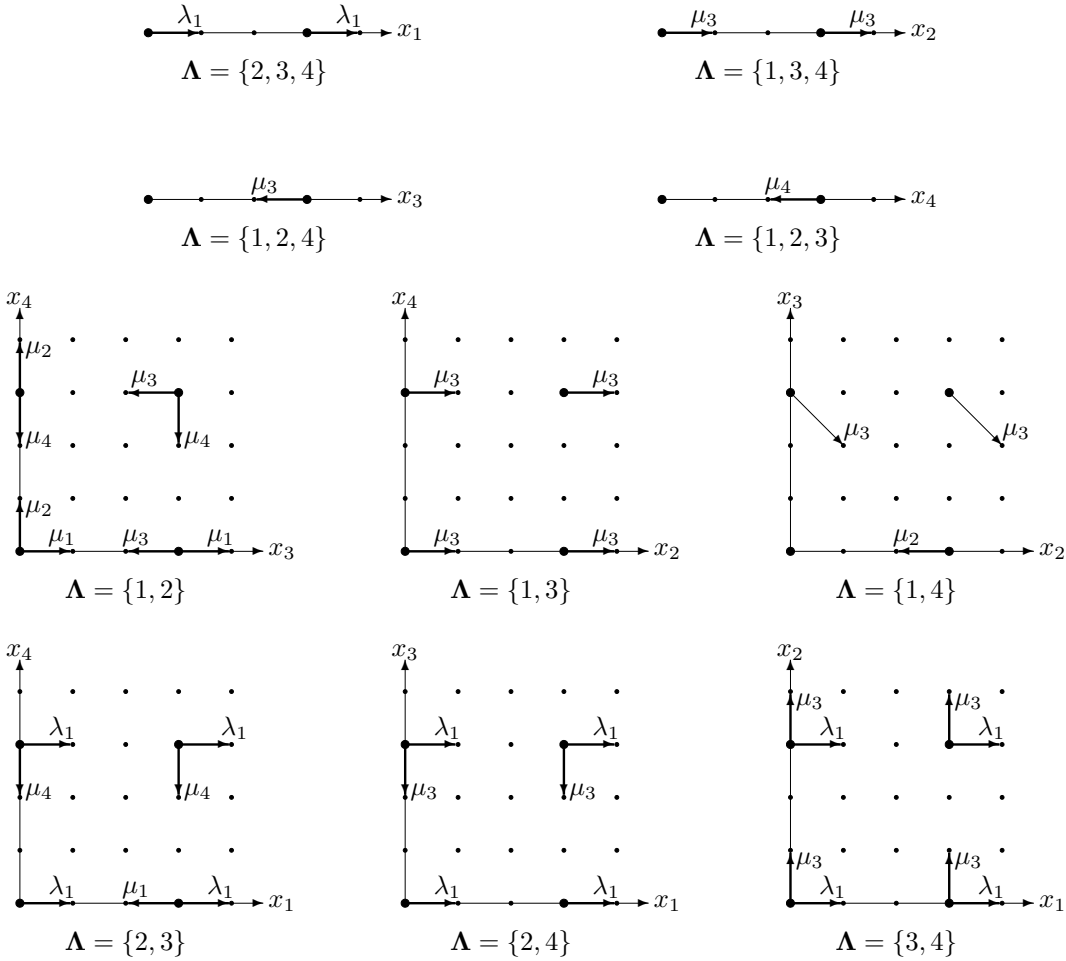 λ₁ λ₁ x₁
Λ = {2, 3, 4}
μ₃ μ₃ x₂
Λ = {1, 3, 4}
μ₃ x₃
Λ = {1, 2, 4}
μ₄ x₄
Λ = {1, 2, 3}
x₄
μ₂
μ₃
μ₄ μ₄
μ₂
μ₁ μ₃ μ₁ x₃
Λ = {1, 2}
x₄
μ₃ μ₃
μ₃ μ₃ x₂
Λ = {1, 3}
x₃
μ₃ μ₃
μ₂ x₂
Λ = {1, 4}
x₄
λ₁ λ₁
μ₄ μ₄
λ₁ μ₁ λ₁ x₁
Λ = {2, 3}
x₃
λ₁ λ₁
μ₃ μ₃
λ₁ λ₁ x₁
Λ = {2, 4}
x₂
μ₃ μ₃
λ₁ λ₁
μ₃ μ₃
λ₁ λ₁ x₁
Λ = {3, 4}